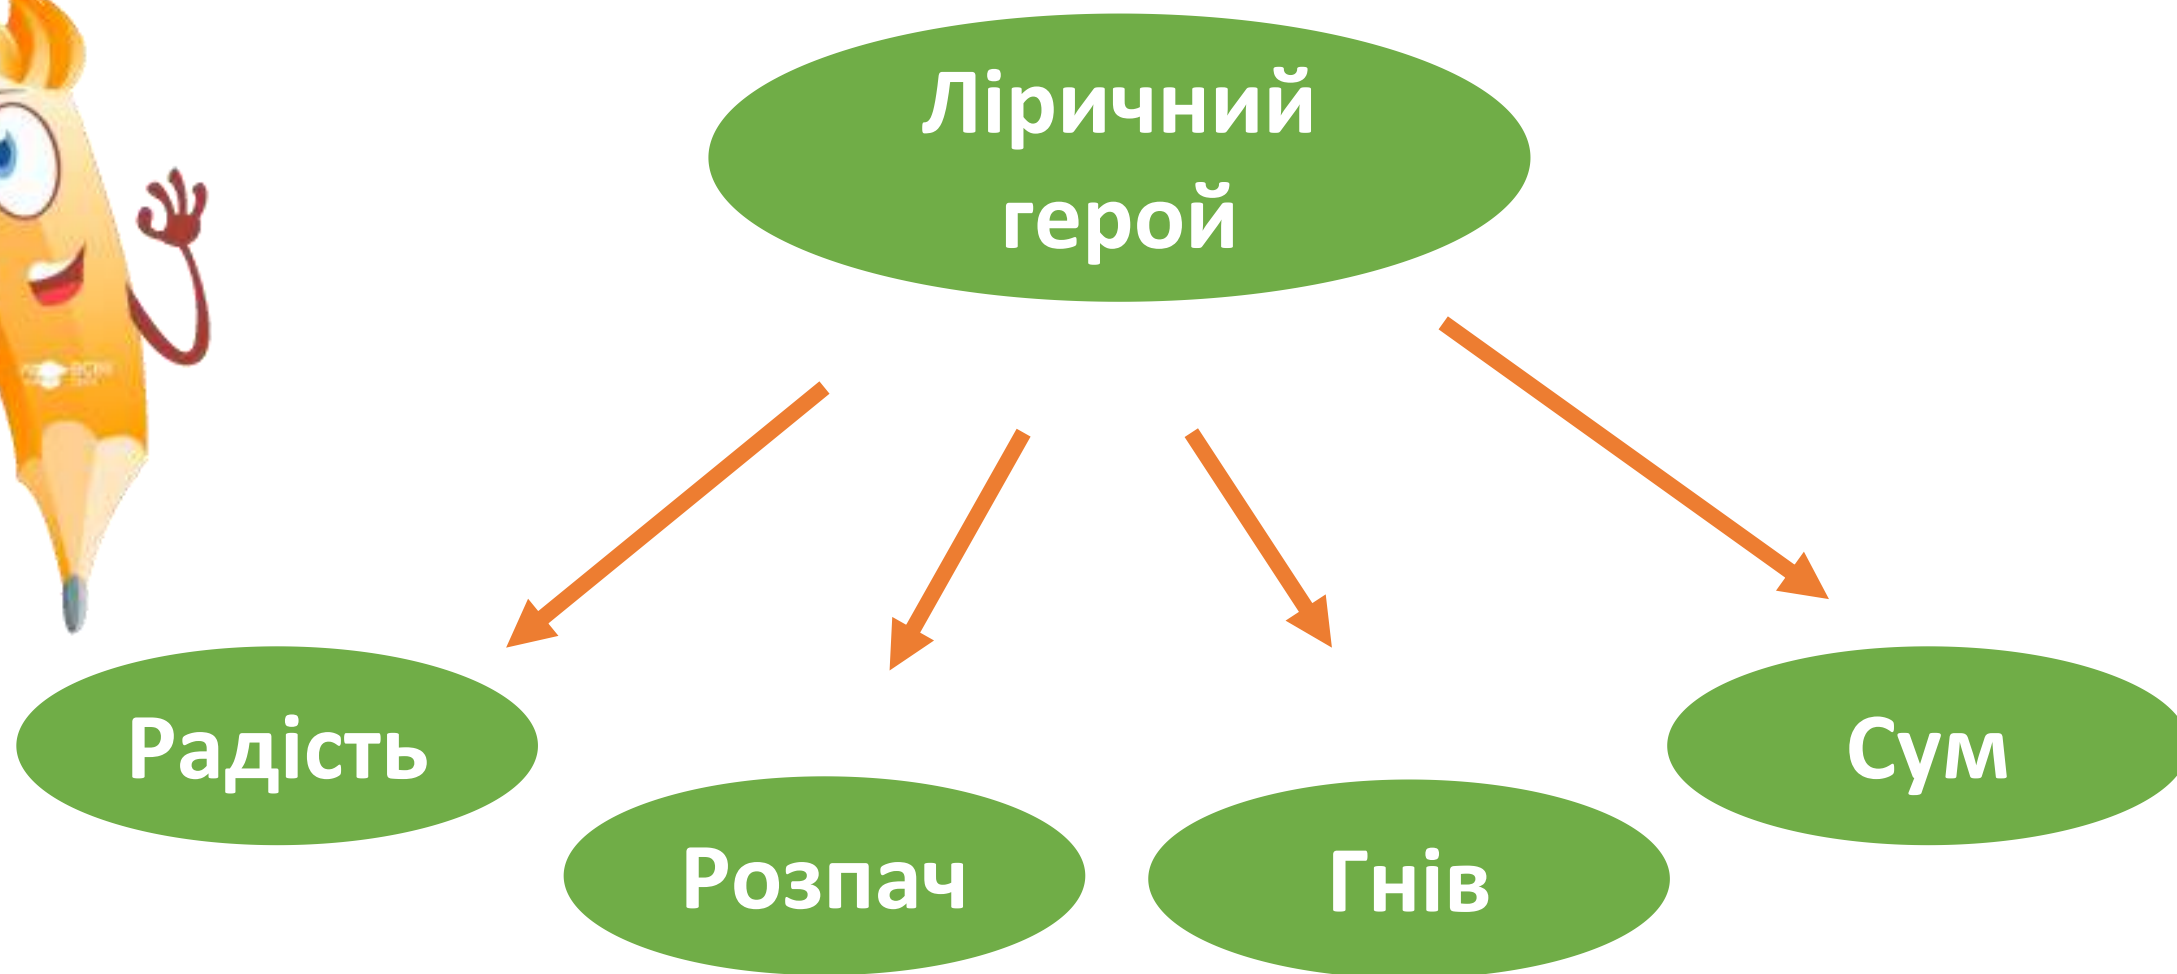 Ліричний
герой
Радість
Розпач
Гнів
Сум